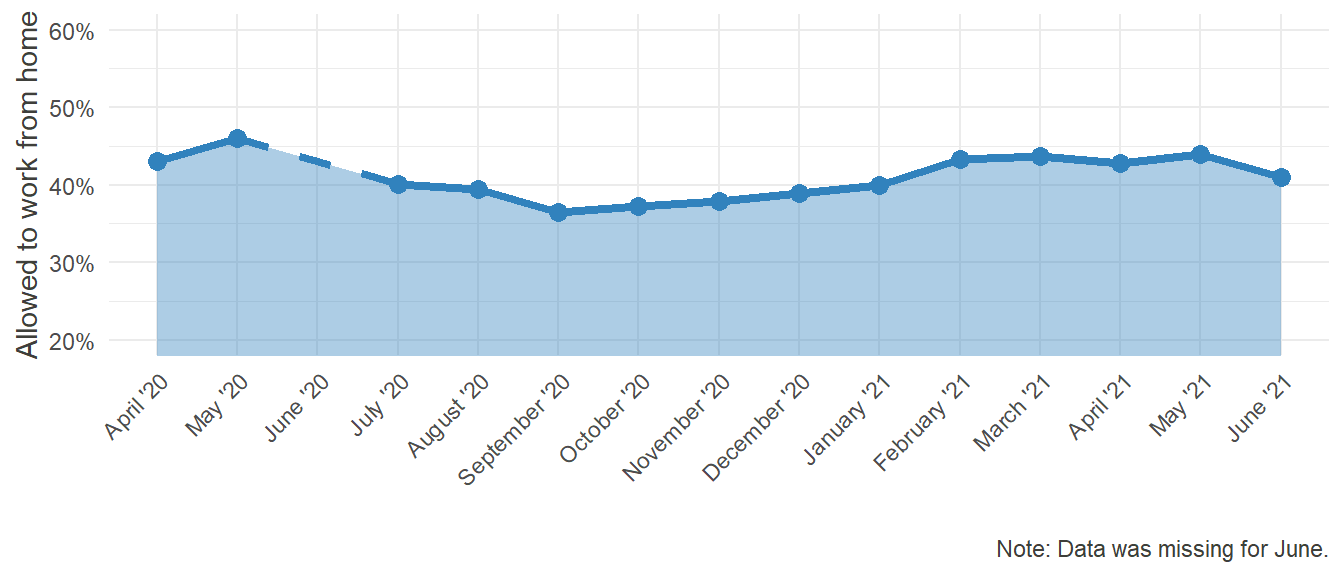 Allowed to work from home
60%
50%
40%
30%
20%
April '20
May '20
June '20
July '20
August '20
September '20
October '20
November '20
December '20
January '21
February '21
March '21
April '21
May '21
June '21
Note: Data was missing for June.